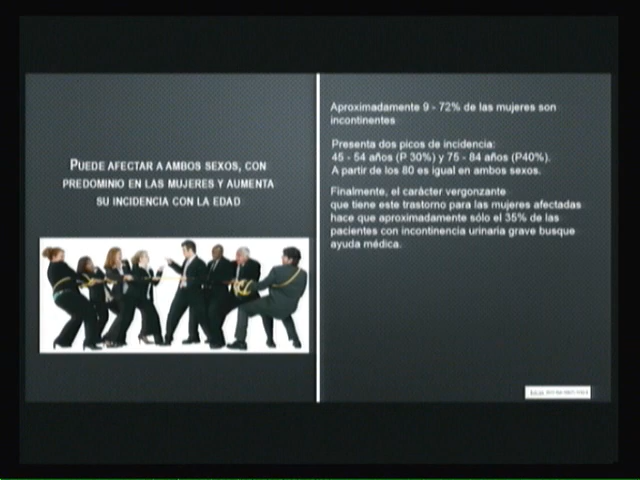 PUEDE AFECTAR A AMBOS SEXOS, CON
PREDOMINIO EN LAS MUJERES Y AUMENTA
SU INCIDENCIA CON LA EDAD
Aproximadamente 9 - 72% de las mujeres son
incontinentes
Presenta dos picos de incidencia:
45 - 54 años (P 30%) y 75 - 84 años (P40%).
A partir de los 80 es igual en ambos sexos.
Finalmente, el carácter vergonzante
que tiene este trastorno para las mujeres afectadas
hace que aproximadamente sólo el 35% de las
pacientes con incontinencia urinaria grave busque
ayuda médica.